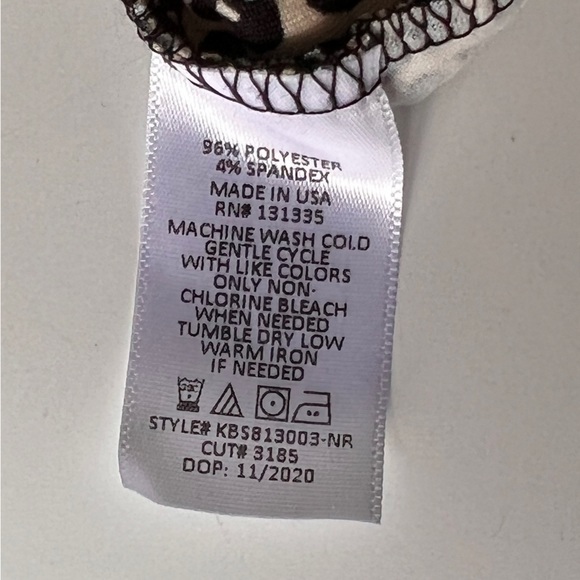 96% POLYESTER
4% SPANDEX
MADE IN USA
RN# 131335
MACHINE WASH COLD
GENTLE CYCLE
WITH LIKE COLORS
ONLY NON-
CHLORINE BLEACH
WHEN NEEDED
TUMBLE DRY LOW
WARM IRON
IF NEEDED
STYLE# KBS813003-NR
CUT# 3185
DOP: 11/2020